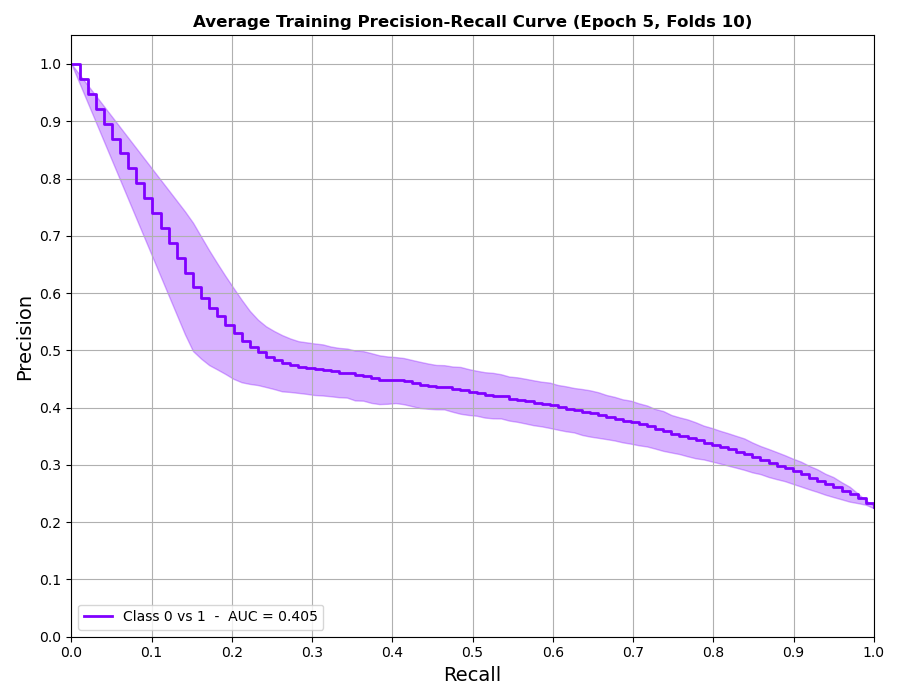 Average Training Precision-Recall Curve (Epoch 5, Folds 10)
Precision
1.0
0.9
0.8
0.7
0.6
0.5
0.4
0.3
0.2
0.1
0.0
Class 0 vs 1 - AUC = 0.405
0.0 0.1 0.2 0.3 0.4 0.5 0.6 0.7 0.8 0.9 1.0
Recall